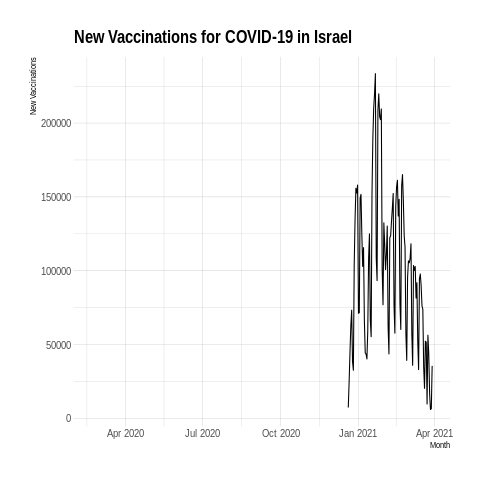 New Vaccinations for COVID-19 in Israel
New Vaccinations
200000
150000
100000
50000
0
Apr 2020 Jul 2020 Oct 2020 Jan 2021 Apr 2021
Month